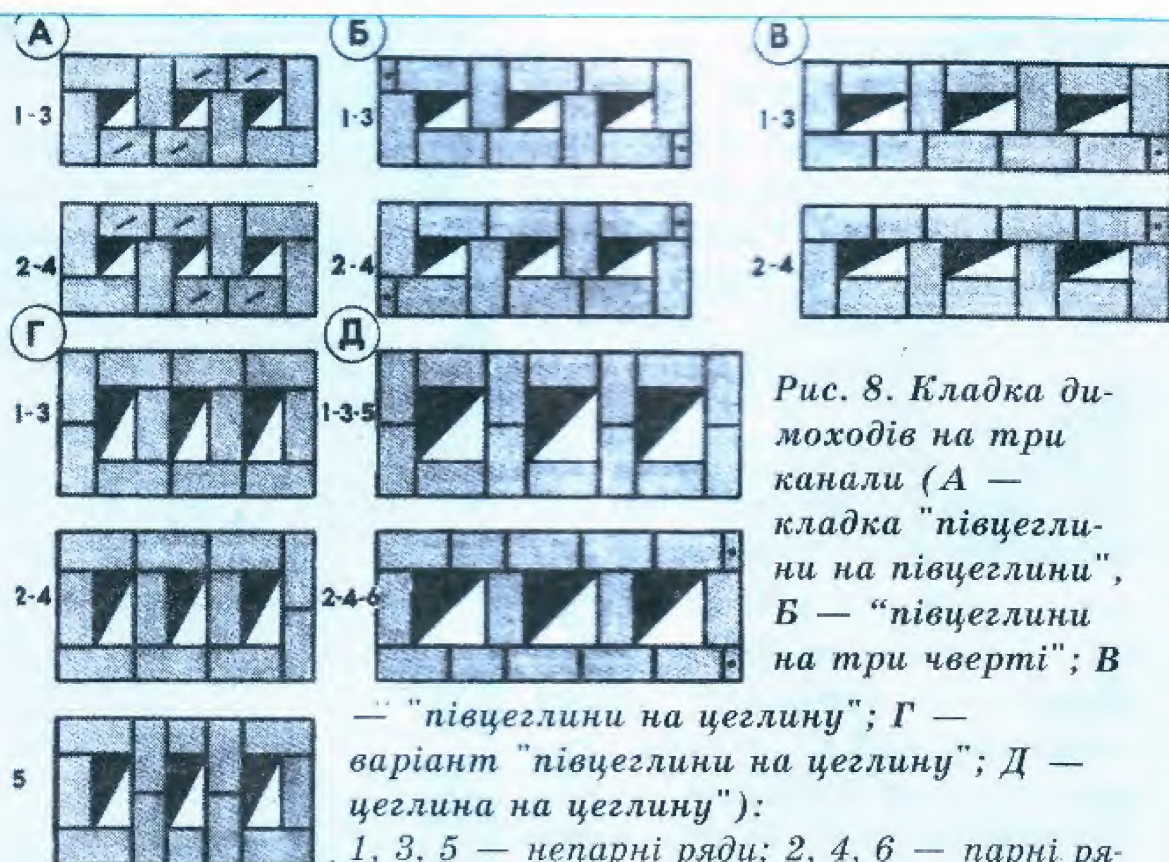 А Б В
1-3 1-3 1-3
2-4 2-4 2-4
Г Д
1-3 1-3-5
2-4 2-4-6
5
Рис. 8. Кладка ди-
моходів на три
канали (А —
кладка "півцегли-
ни на півцеглини",
Б — “півцеглини
на три чверті"; В
— "півцеглини на цеглину"; Г —
варіант "півцеглини на цеглину"; Д —
цеглина на цеглину"):
1, 3, 5 — непарні ряди; 2, 4, 6 — парні ря-